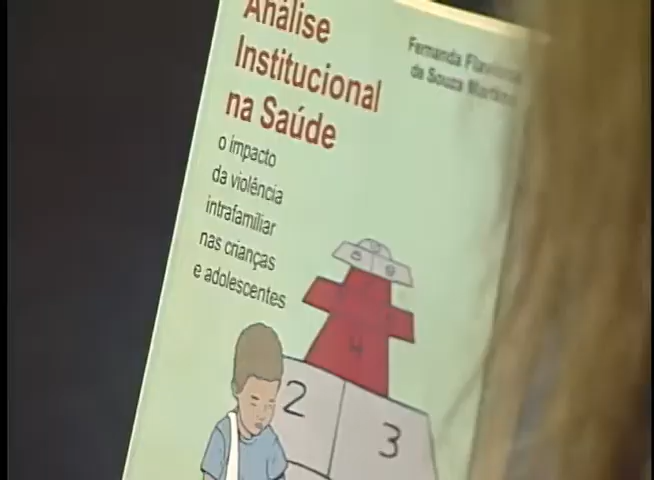 Análise
Institucional
na Saúde
o impacto
da violência
intrafamiliar
nas crianças
e adolescentes
Fernanda
de Souza
4
2
3